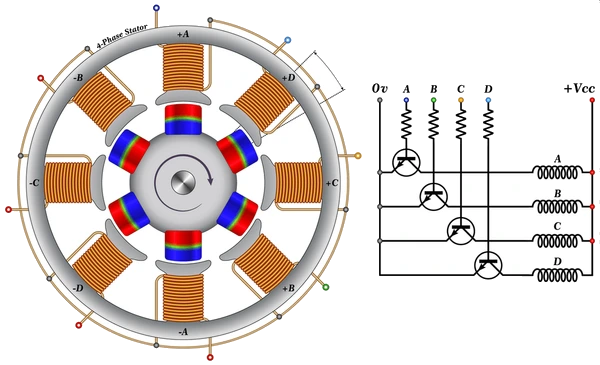 4-Phase Stator
+A
-B
+D
-C
+C
-D
+B
-A
0v A B C D +Vcc
A
B
C
D